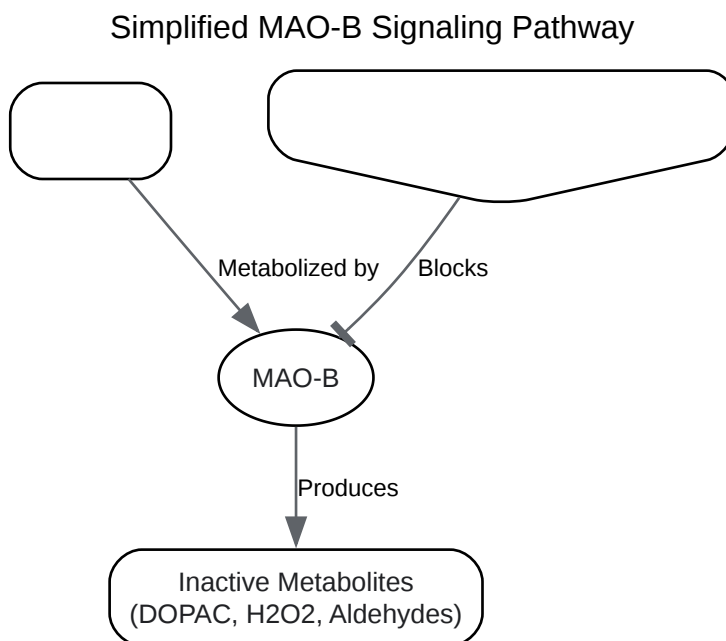 Simplified MAO-B Signaling Pathway
Metabolized by
Blocks
MAO-B
Produces
Inactive Metabolites
(DOPAC, H2O2, Aldehydes)